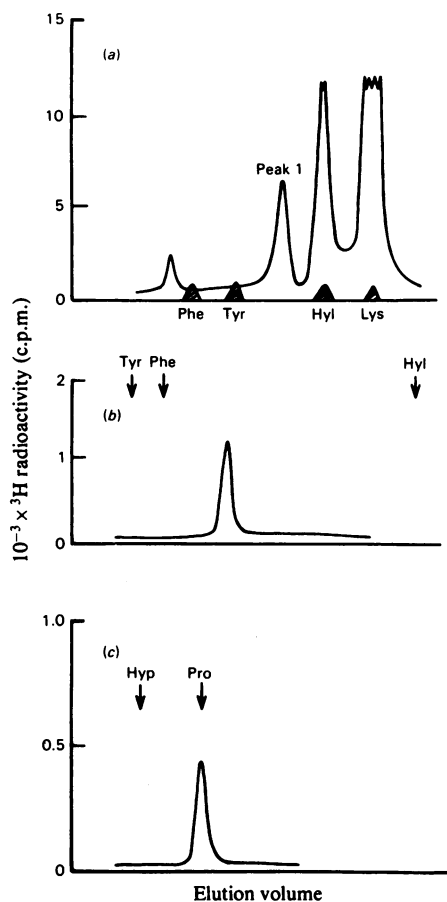 15
(a)
10
Peak 1
5
0
Phe Tyr Hyl Lys
10⁻³ × ³H radioactivity (c.p.m.)
2
Tyr Phe Hyl
(b)
1
0
1.0
(c)
Hyp Pro
0.5
0
Elution volume